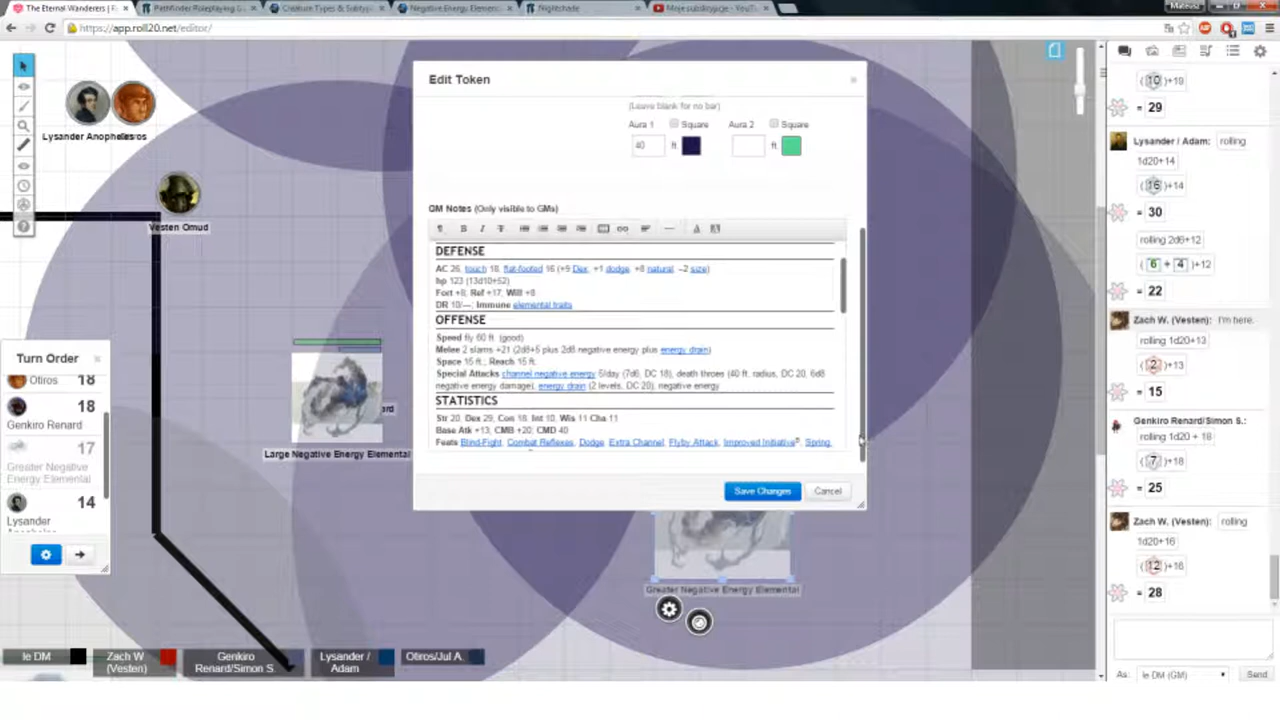 The Eternal Wanderers | F
Pathfinder Roleplaying G
Creature Types & Subtyp
Negative Energy Element
Nightshade
Moje subskrypcje - YouT
Mateusz
https://app.roll20.net/editor/
Lysander Anopheles
Vesten Omud
Turn Order
Otiros 18
18
Genkiro Renard
17
Greater Negative Energy Elemental
14
Lysander
Large Negative Energy Elemental
Edit Token
(Leave blank for no bar)
Aura 1 Square Aura 2 Square
40 ft. ft.
GM Notes (Only visible to GMs)
DEFENSE
AC 26, touch 18, flat-footed 16 (+9 Dex, +1 dodge, +8 natural, –2 size)
hp 123 (13d10+52)
Fort +8; Ref +17, Will +8
DR 10/—; Immune elemental traits
OFFENSE
Speed fly 60 ft. (good)
Melee 2 slams +21 (2d8+5 plus 2d8 negative energy plus energy drain)
Space 15 ft.; Reach 15 ft.
Special Attacks channel negative energy 5/day (7d6, DC 18), death throes (40 ft. radius, DC 20, 6d8
negative energy damage), energy drain (2 levels, DC 20), negative energy
STATISTICS
Str 20, Dex 29, Con 18, Int 10, Wis 11 Cha 11
Base Atk +13, CMB +20; CMD 40
Feats Blind-Fight, Combat Reflexes, Dodge, Extra Channel, Flyby Attack, Improved InitiativeB, Spring
Save Changes Cancel
Greater Negative Energy Elemental
le DM
Zach W (Vesten)
Genkiro Renard/Simon S.
Lysander / Adam
Otiros/Jul A.
(10)+19
= 29
Lysander / Adam: rolling
1d20+14
(16)+14
= 30
rolling 2d6+12
(6 + 4)+12
= 22
Zach W. (Vesten): I'm here.
rolling 1d20+13
(2)+13
= 15
Genkiro Renard/Simon S.:
rolling 1d20 + 18
(7)+18
= 25
Zach W. (Vesten): rolling
1d20+16
(12)+16
= 28
As: le DM (GM) Send